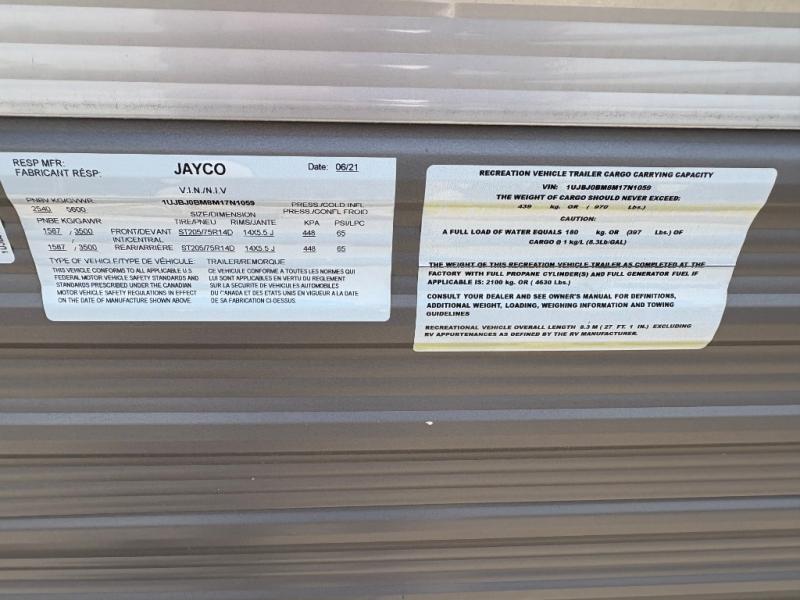 RESP MFR:
FABRICANT RÉSP:
JAYCO
Date: 06/21
V.I.N./N.I.V
1UJBJ0BM8M17N1059
PNBV KG/GVWR
2540 5600
SIZE/DIMENSION
PRESS/COLD INFL
PNBE KG/GAWR
TIRE/PNEU RIMS/JANTE
PRESS/CONFL FROID
KPA PSI/LPC
1587 / 3500 FRONT/DEVANT ST205/75R14D 14X5.5 J 448 65
INT/CENTRAL
1587 / 3500 REAR/ARRIÈRE ST205/75R14D 14X5.5 J 448 65
TYPE OF VEHICLE/TYPE DE VÉHICULE: TRAILER/REMORQUE
THIS VEHICLE CONFORMS TO ALL APPLICABLE U.S
FEDERAL MOTOR VEHICLE SAFETY STANDARDS AND
STANDARDS PRESCRIBED UNDER THE CANADIAN
MOTOR VEHICLE SAFETY REGULATIONS IN EFFECT
ON THE DATE OF MANUFACTURE SHOWN ABOVE.
CE VEHICULE CONFORME A TOUTES LES NORMES QUI
LUI SONT APPLICABLES EN VERTU DU REGLEMENT
SUR LA SECURITE DE VEHICULES AUTOMOBILES
DU CANADA ET DES ETATS UNIS EN VIGUEUR A LA DATE
DE SA FABRICATION CI-DESSUS.
RECREATION VEHICLE TRAILER CARGO CARRYING CAPACITY
VIN: 1UJBJ0BM8M17N1059
THE WEIGHT OF CARGO SHOULD NEVER EXCEED:
439 kg. OR ( 970 Lbs.)
CAUTION:
A FULL LOAD OF WATER EQUALS 180 kg. OR (397 Lbs.) OF
CARGO @ 1 kg/L (8.3Lb/GAL)
THE WEIGHT OF THIS RECREATION VEHICLE TRAILER AS COMPLETED AT THE
FACTORY WITH FULL PROPANE CYLINDER(S) AND FULL GENERATOR FUEL IF
APPLICABLE IS: 2100 kg. OR ( 4630 Lbs.)
CONSULT YOUR DEALER AND SEE OWNER'S MANUAL FOR DEFINITIONS,
ADDITIONAL WEIGHT, LOADING, WEIGHING INFORMATION AND TOWING
GUIDELINES
RECREATIONAL VEHICLE OVERALL LENGTH 8.3 M ( 27 FT. 1 IN.) EXCLUDING
RV APPURTENANCES AS DEFINED BY THE RV MANUFACTURER.